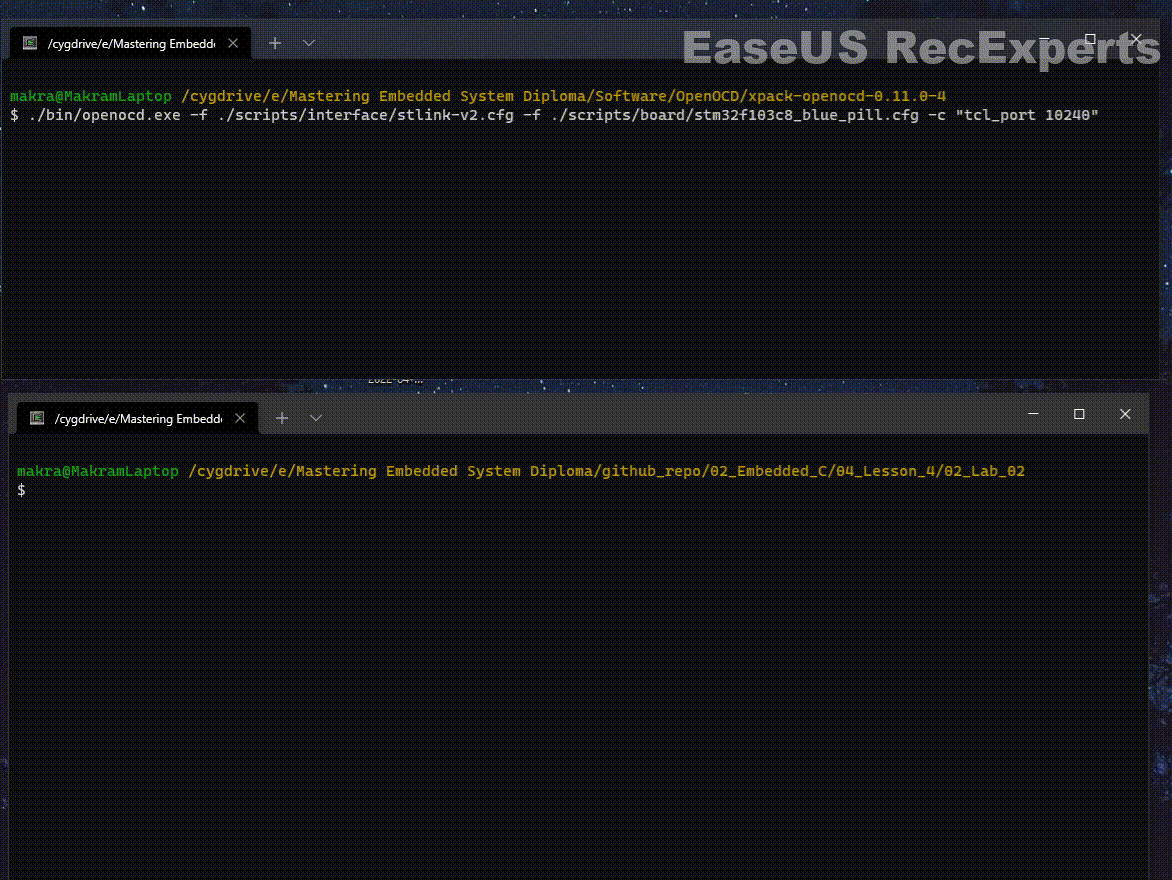 EaseUS RecExperts
/cygdrive/e/Mastering Embedd
makra@MakramLaptop /cygdrive/e/Mastering Embedded System Diploma/Software/OpenOCD/xpack-openocd-0.11.0-4
$ ./bin/openocd.exe -f ./scripts/interface/stlink-v2.cfg -f ./scripts/board/stm32f103c8_blue_pill.cfg -c "tcl_port 10240"
/cygdrive/e/Mastering Embedd
makra@MakramLaptop /cygdrive/e/Mastering Embedded System Diploma/github_repo/02_Embedded_C/04_Lesson_4/02_Lab_02
$